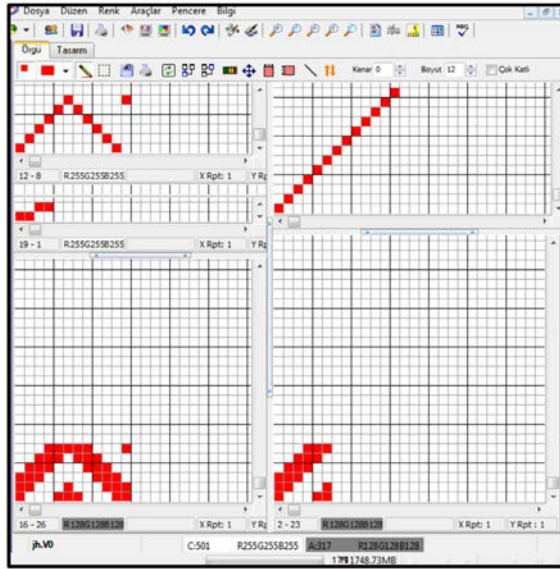 Dosya Düzen Renk Araçlar Pencere Bilgi
Örgü Tasarım
Kenar 0 Boyut 12 Çok Katlı
12 - 8 R255G255B255 X Rpt: 1 Y R
19 - 1 R255G255B255 X Rpt: 1 Y Rp
16 - 26 R128G128B128 X Rpt: 1 Y R
2 - 23 R128G128B128 X Rpt: 1 Y Rpt : 1
jh.V0 C:501 R255G255B255 A:317 R128G128B128
1748.73MB